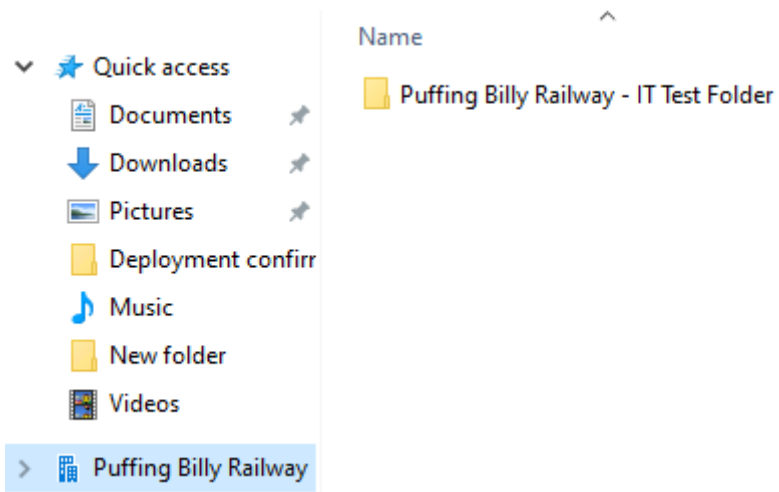 Name
Quick access
Puffing Billy Railway - IT Test Folder
Documents
Downloads
Pictures
Deployment confirr
Music
New folder
Videos
Puffing Billy Railway